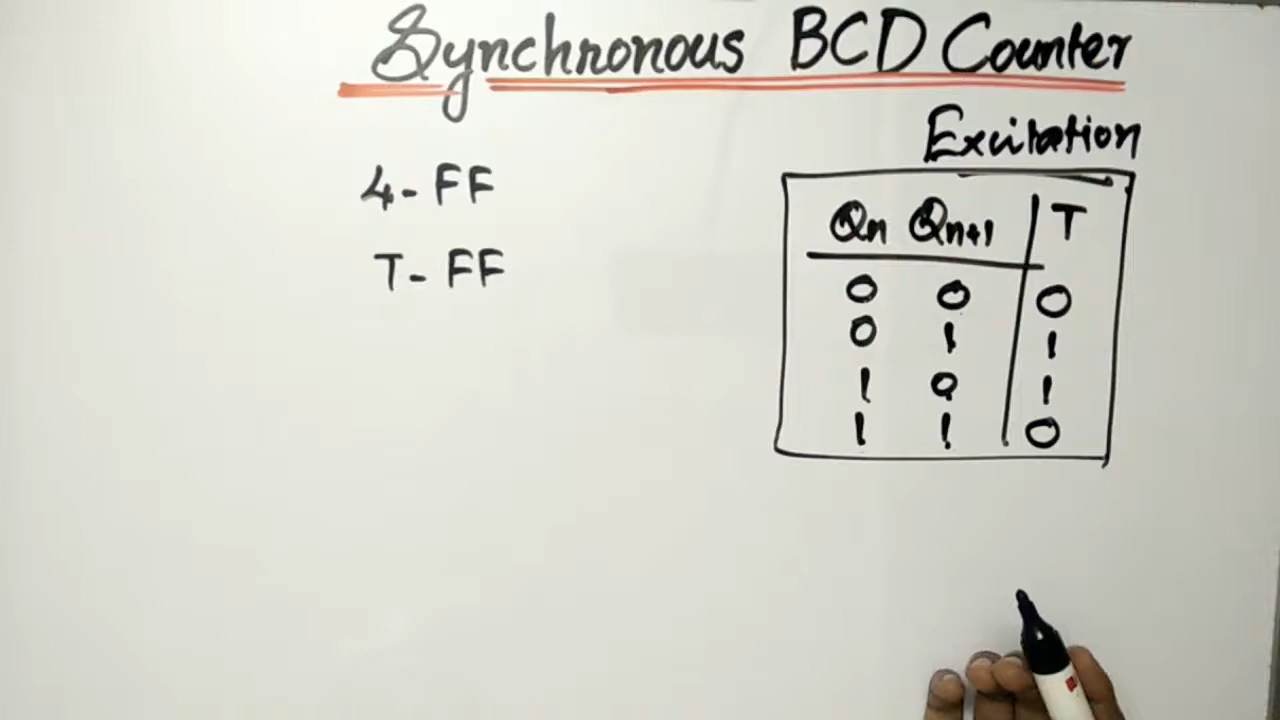 Synchronous BCD Counter
4-FF
T-FF
Excitation
Qn Qn+1 T
0 0 0
0 1 1
1 0 1
1 1 0